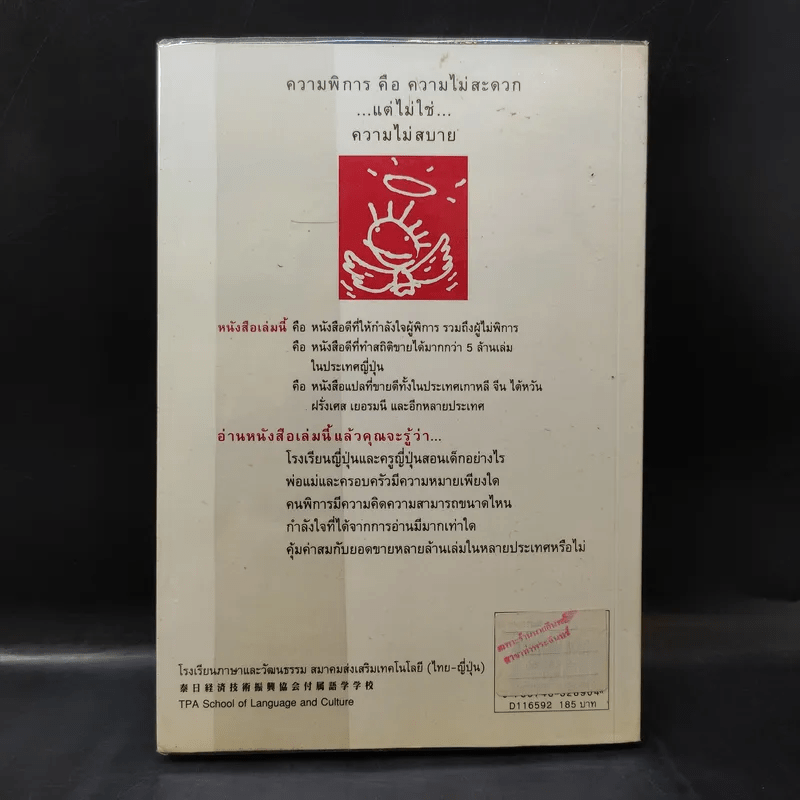 ความพิการ คือ ความไม่สะดวก
...แต่ไม่ใช่...
ความไม่สบาย
หนังสือเล่มนี้ คือ หนังสือดีที่ให้กำลังใจผู้พิการ รวมถึงผู้ไม่พิการ
คือ หนังสือดีที่ทำสถิติขายได้มากกว่า 5 ล้านเล่ม
ในประเทศญี่ปุ่น
คือ หนังสือแปลที่ขายดีทั้งในประเทศเกาหลี จีน ไต้หวัน
ฝรั่งเศส เยอรมนี และอีกหลายประเทศ
อ่านหนังสือเล่มนี้แล้วคุณจะรู้ว่า...
โรงเรียนญี่ปุ่นและครูญี่ปุ่นสอนเด็กอย่างไร
พ่อแม่และครอบครัวมีความหมายเพียงใด
คนพิการมีความคิดความสามารถขนาดไหน
กำลังใจที่ได้จากการอ่านมีมากเท่าใด
คุ้มค่าสมกับยอดขายหลายล้านเล่มในหลายประเทศหรือไม่
โรงเรียนภาษาและวัฒนธรรม สมาคมส่งเสริมเทคโนโลยี (ไทย-ญี่ปุ่น)
泰日経済技術振興協会付属語学学校
TPA School of Language and Culture
D116592 185 บาท